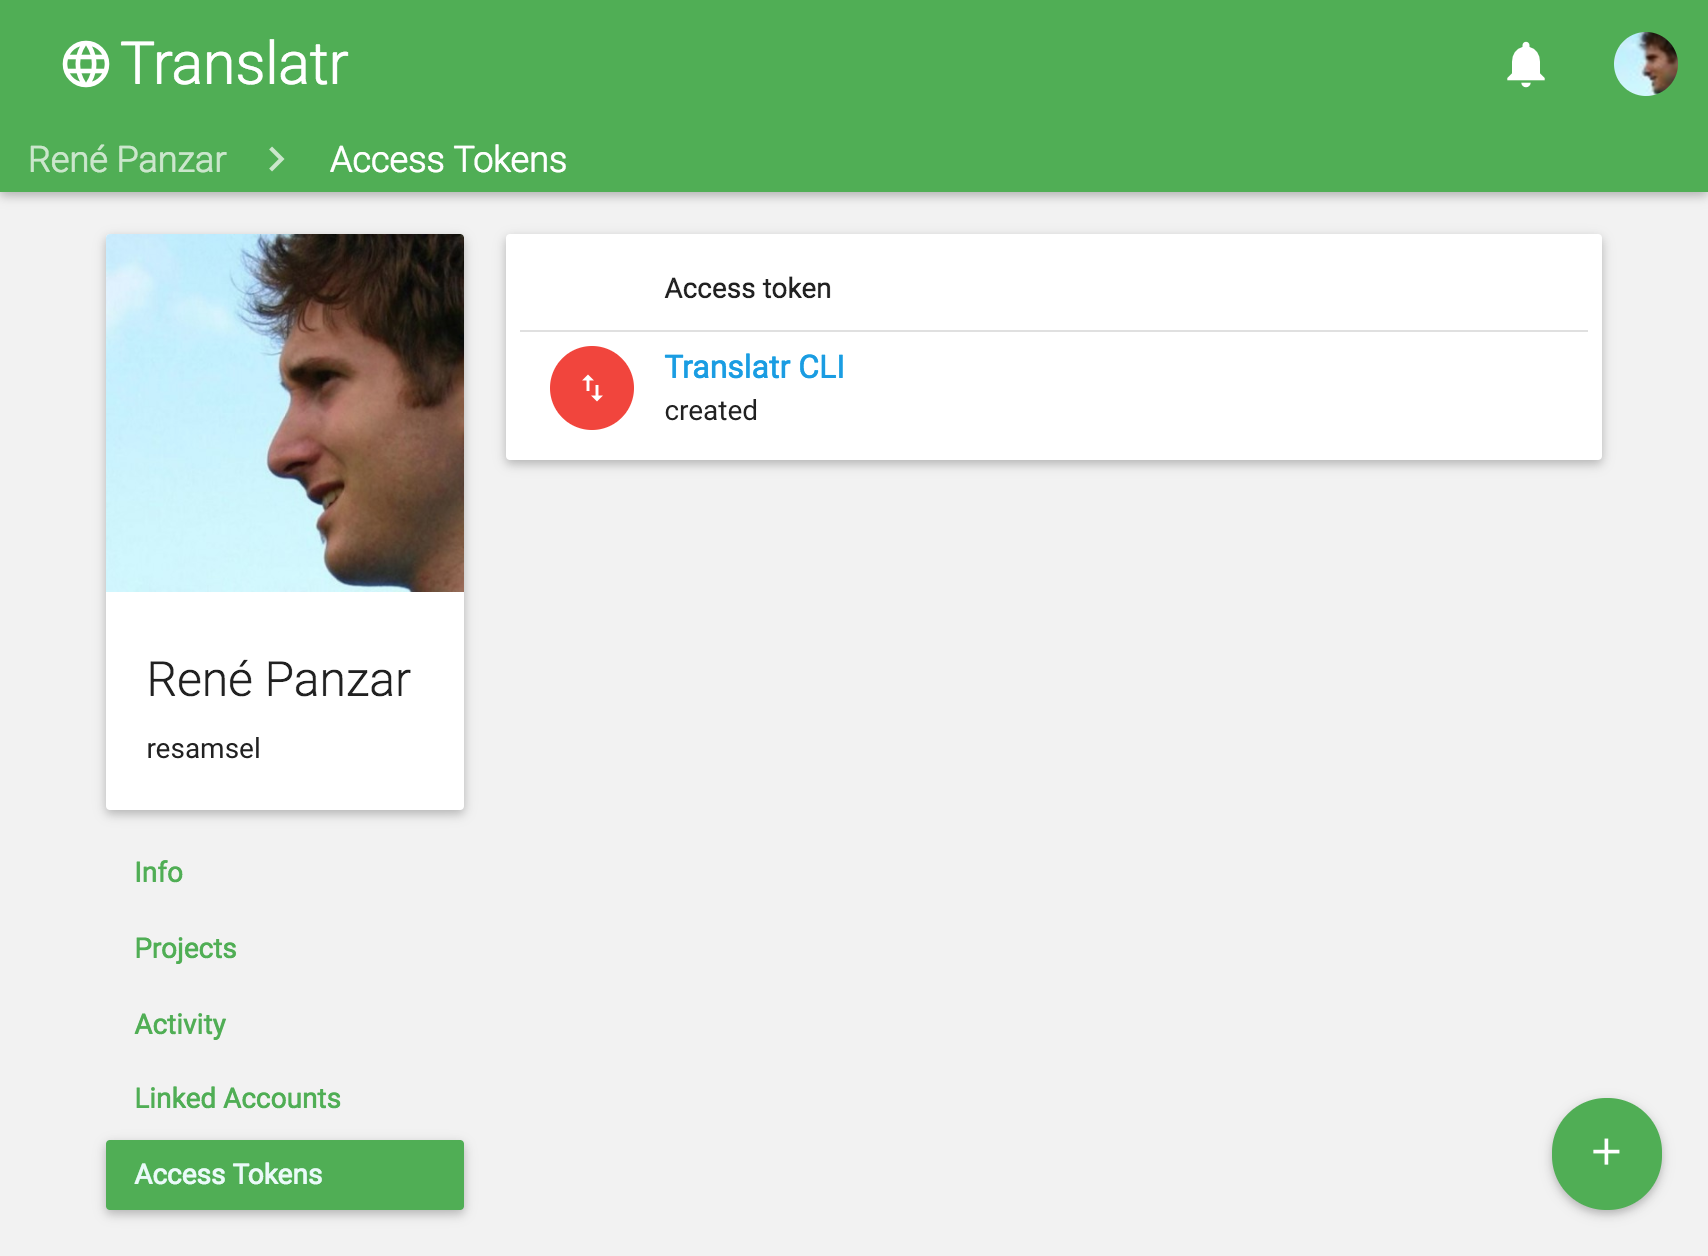 Translatr
René Panzar
Access Tokens
René Panzar
resamsel
Info
Projects
Activity
Linked Accounts
Access Tokens
Access token
Translatr CLI
created